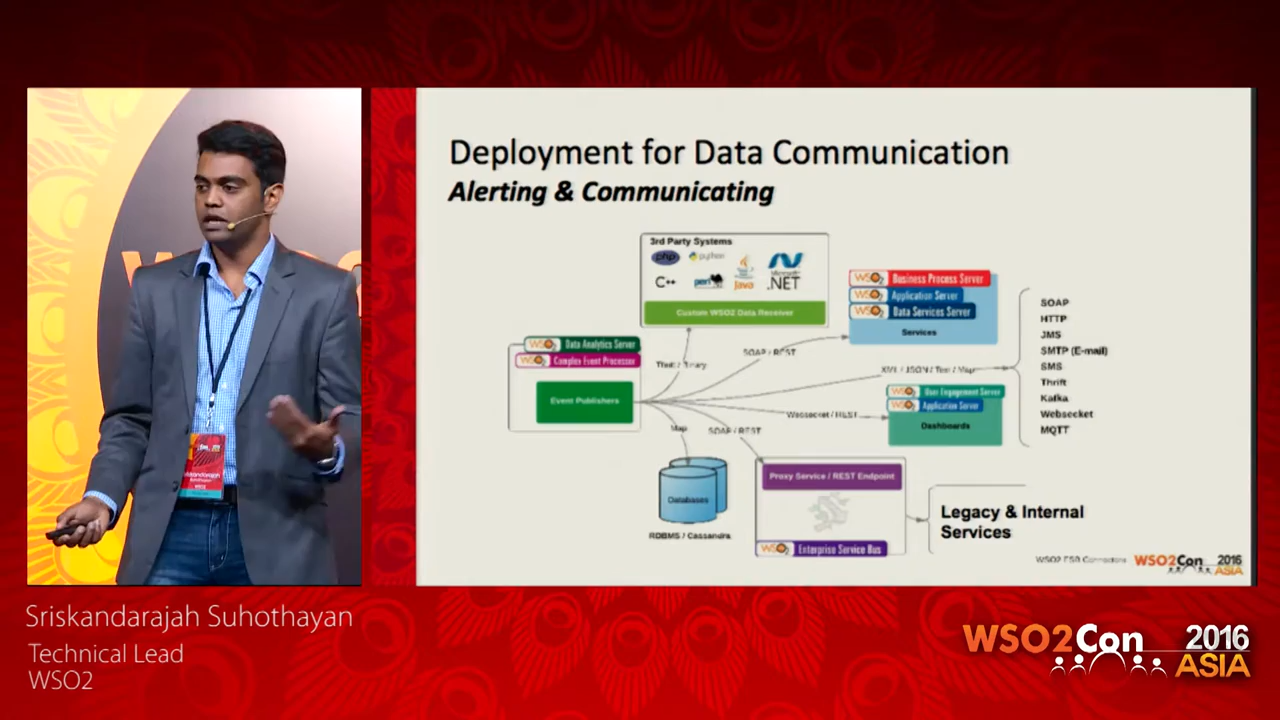 Deployment for Data Communication
Alerting & Communicating
3rd Party Systems
php
python
C++
perl
Java
Microsoft
.NET
Custom WSO2 Data Receiver
WSO2 Business Process Server
WSO2 Application Server
WSO2 Data Services Server
Services
WSO2 Data Analytics Server
WSO2 Complex Event Processor
Event Publishers
Thrift / Binary
SOAP / REST
XML / JSON / Text / Map
Websocket / REST
Map
SOAP / REST
WSO2 User Engagement Server
WSO2 Application Server
Dashboards
SOAP
HTTP
JMS
SMTP (E-mail)
SMS
Thrift
Kafka
Websocket
MQTT
Databases
RDBMS / Cassandra
Proxy Service / REST Endpoint
WSO2 Enterprise Service Bus
Legacy & Internal
Services
WSO2 ESB Connectors
WSO2Con 2016
ASIA
Sriskandarajah Suhothayan
Technical Lead
WSO2
WSO2Con 2016
ASIA